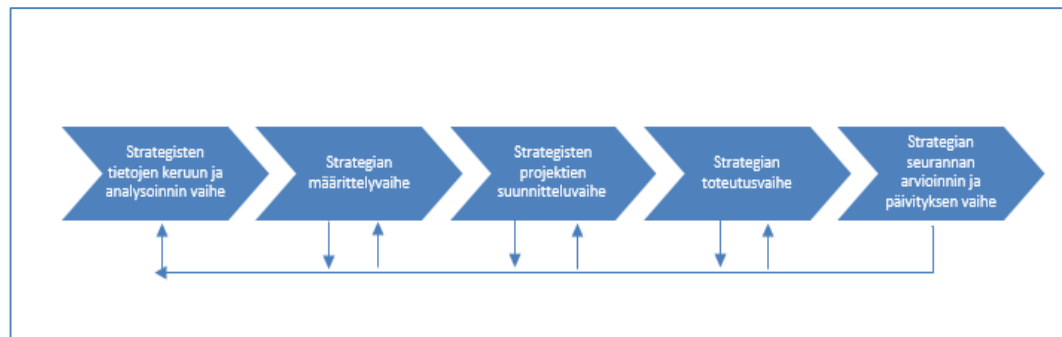 Strategisten
tietojen keruun ja
analysoinnin vaihe
Strategian
määrittelyvaihe
Strategisten
projektien
suunnitteluvaihe
Strategian
toteutusvaihe
Strategian
seurannan
arvioinnin ja
päivityksen vaihe